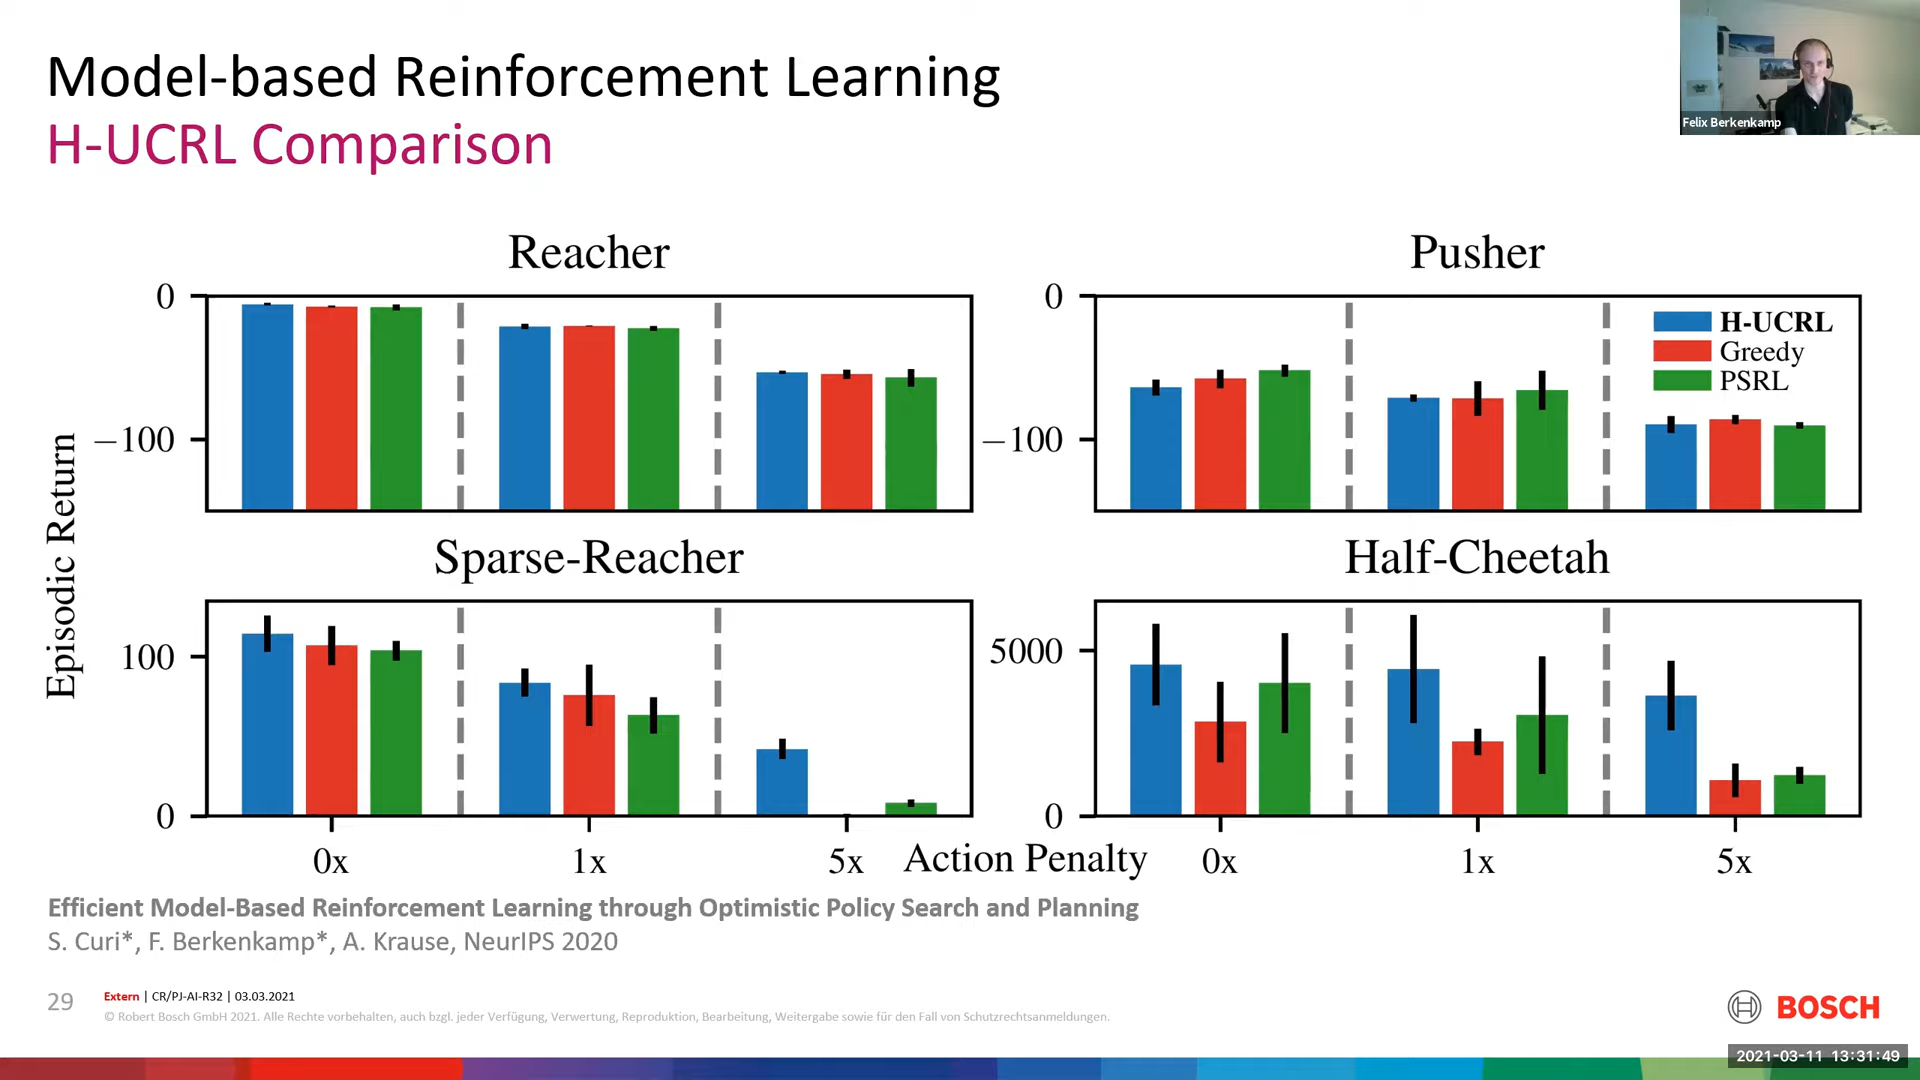 Model-based Reinforcement Learning
H-UCRL Comparison
Felix Berkenkamp
Episodic Return
Reacher
0
−100
Pusher
0
−100
H-UCRL
Greedy
PSRL
Sparse-Reacher
100
0
0x
1x
5x
Half-Cheetah
5000
0
0x
1x
5x
Action Penalty
Efficient Model-Based Reinforcement Learning through Optimistic Policy Search and Planning
S. Curi*, F. Berkenkamp*, A. Krause, NeurIPS 2020
29
Extern | CR/PJ-AI-R32 | 03.03.2021
© Robert Bosch GmbH 2021. Alle Rechte vorbehalten, auch bzgl. jeder Verfügung, Verwertung, Reproduktion, Bearbeitung, Weitergabe sowie für den Fall von Schutzrechtsanmeldungen.
BOSCH
2021-03-11 13:31:49